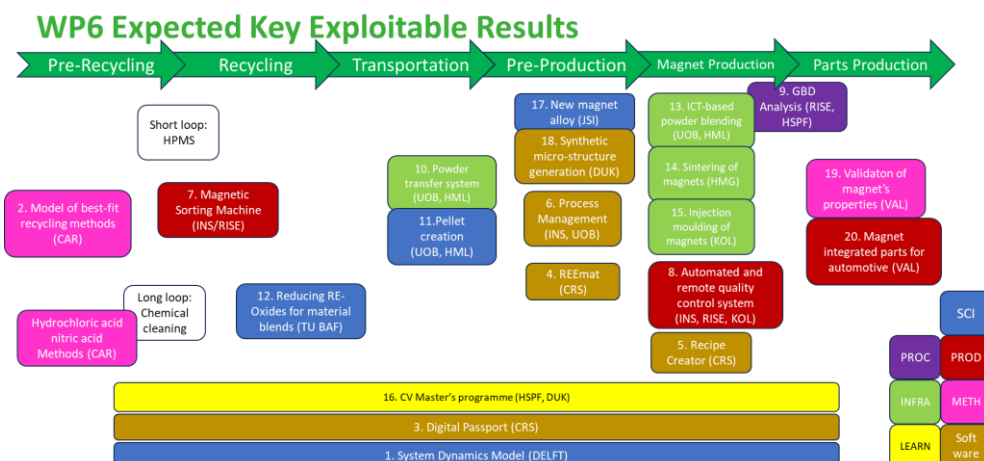 WP6 Expected Key Exploitable Results
Pre-Recycling
Recycling
Transportation
Pre-Production
Magnet Production
Parts Production
Short loop:
HPMS
2. Model of best-fit
recycling methods
(CAR)
7. Magnetic
Sorting Machine
(INS/RISE)
Long loop:
Chemical
cleaning
Hydrochloric acid
nitric acid
Methods (CAR)
12. Reducing RE-
Oxides for material
blends (TU BAF)
10. Powder
transfer system
(UOB, HML)
11.Pellet
creation
(UOB, HML)
17. New magnet
alloy (JSI)
18. Synthetic
micro-structure
generation (DUK)
6. Process
Management
(INS, UOB)
4. REEmat
(CRS)
13. ICT-based
powder blending
(UOB, HML)
14. Sintering of
magnets (HMG)
15. Injection
moulding of
magnets (KOL)
8. Automated and
remote quality
control system
(INS, RISE, KOL)
5. Recipe
Creator (CRS)
9. GBD
Analysis (RISE,
HSPF)
19. Validaton of
magnet's
properties (VAL)
20. Magnet
integrated parts for
automotive (VAL)
16. CV Master's programme (HSPF, DUK)
3. Digital Passport (CRS)
1. System Dynamics Model (DELFT)
SCI
PROC
PROD
INFRA
METH
LEARN
Soft
ware